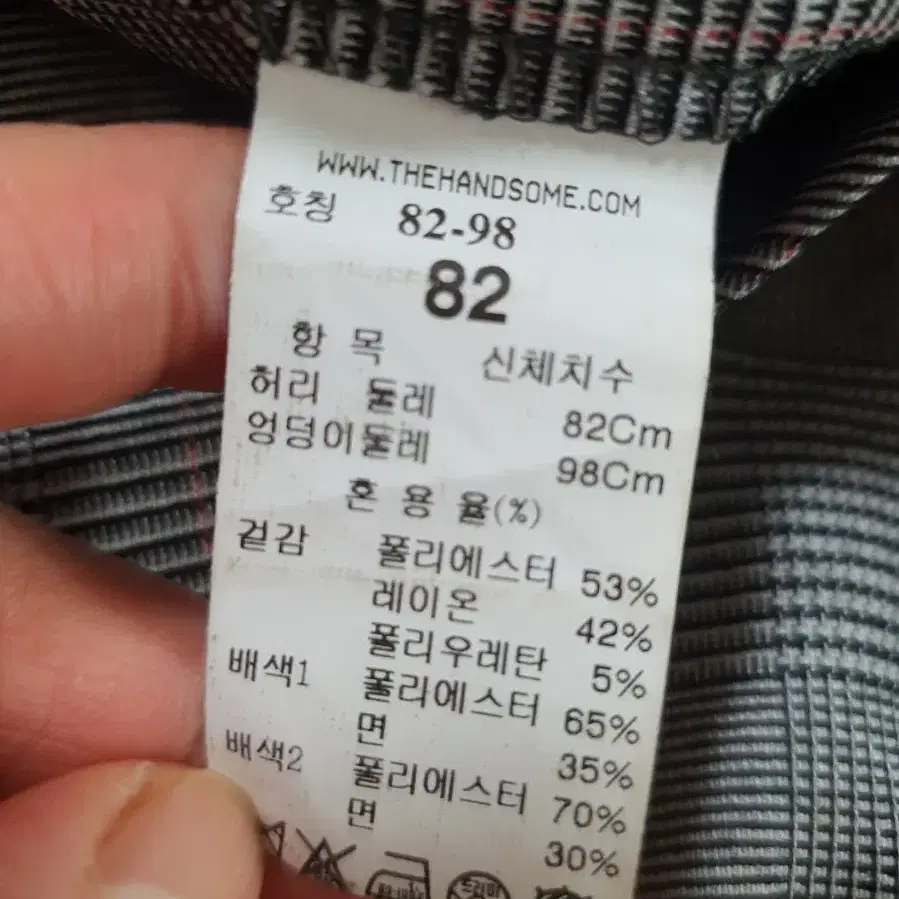 WWW.THEHANDSOME.COM
호칭 82-98
82
항 목 신체치수
허리 둘레 82Cm
엉덩이둘레 98Cm
혼 용 율(%)
겉감 폴리에스터 53%
레이온 42%
폴리우레탄 5%
배색1 폴리에스터 65%
면 35%
배색2 폴리에스터 70%
면 30%